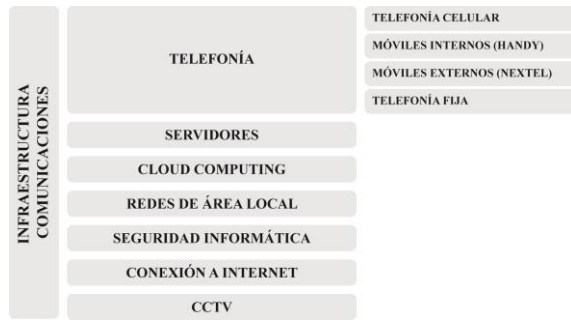 INFRAESTRUCTURA
COMUNICACIONES
TELEFONÍA
TELEFONÍA CELULAR
MÓVILES INTERNOS (HANDY)
MÓVILES EXTERNOS (NEXTEL)
TELEFONÍA FIJA
SERVIDORES
CLOUD COMPUTING
REDES DE ÁREA LOCAL
SEGURIDAD INFORMÁTICA
CONEXIÓN A INTERNET
CCTV